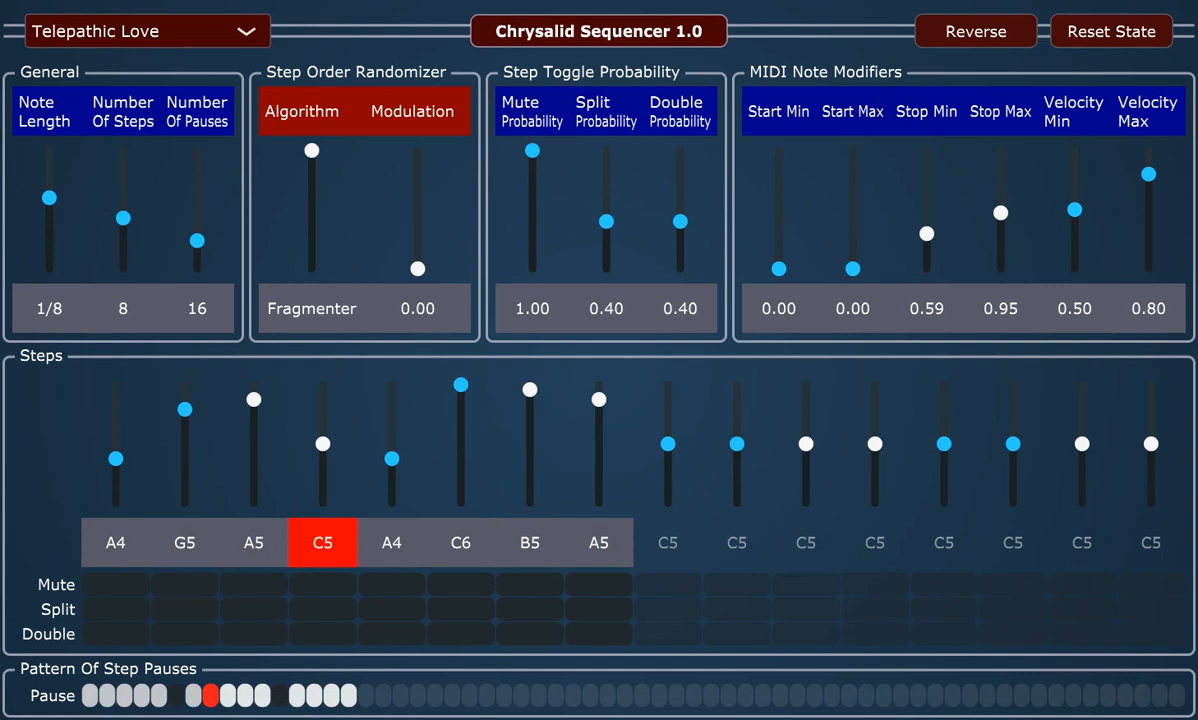 Telepathic Love
Chrysalid Sequencer 1.0
Reverse
Reset State
General
Note Length
Number Of Steps
Number Of Pauses
1/8
8
16
Step Order Randomizer
Algorithm
Modulation
Fragmenter
0.00
Step Toggle Probability
Mute Probability
Split Probability
Double Probability
1.00
0.40
0.40
MIDI Note Modifiers
Start Min
Start Max
Stop Min
Stop Max
Velocity Min
Velocity Max
0.00
0.00
0.59
0.95
0.50
0.80
Steps
A4 G5 A5 C5 A4 C6 B5 A5 C5 C5 C5 C5 C5 C5 C5 C5
Mute
Split
Double
Pattern Of Step Pauses
Pause